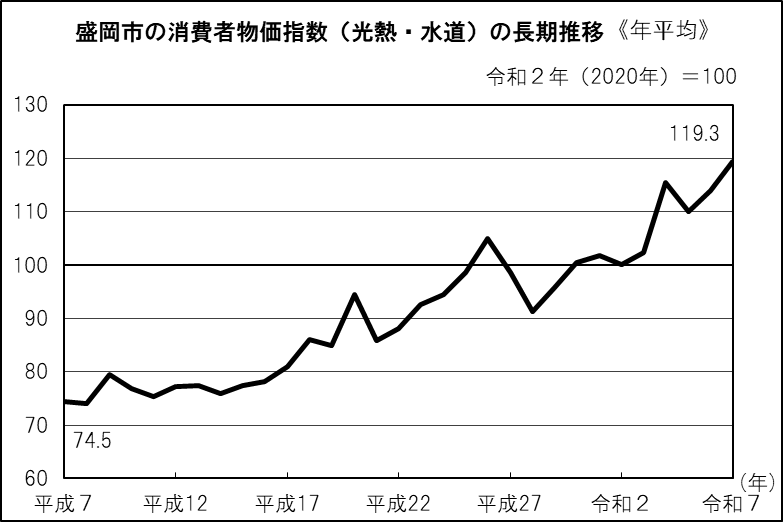 盛岡市の消費者物価指数（光熱・水道）の長期推移《年平均》
令和２年（2020年）＝100
130
120
110
100
90
80
70
60
119.3
74.5
平成７
平成12
平成17
平成22
平成27
令和２
令和７
(年)